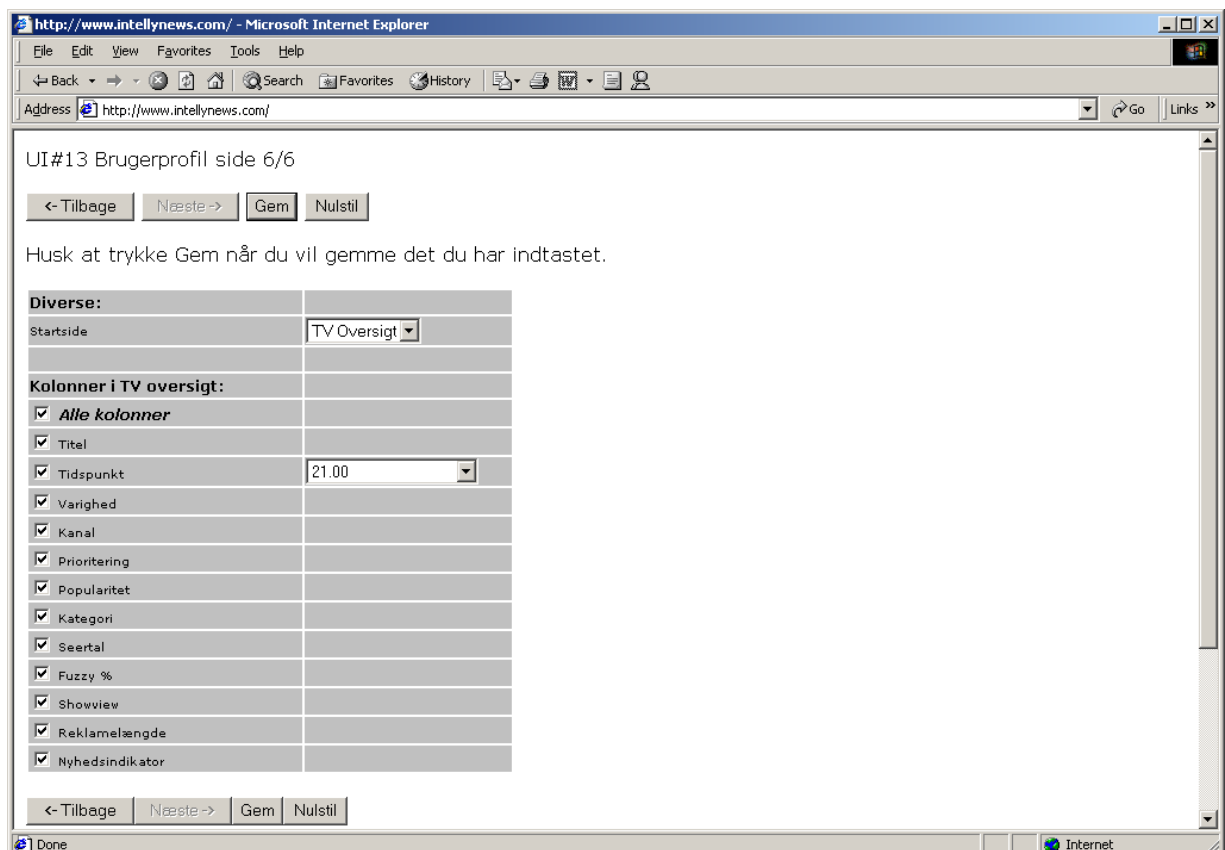 http://www.intellynews.com/ - Microsoft Internet Explorer
File Edit View Favorites Tools Help
Back Search Favorites History
Address http://www.intellynews.com/ Go Links »
UI#13 Brugerprofil side 6/6
<- Tilbage Næste -> Gem Nulstil
Husk at trykke Gem når du vil gemme det du har indtastet.
Diverse:
Startside TV Oversigt
Kolonner i TV oversigt:
Alle kolonner
Titel
Tidspunkt 21.00
Varighed
Kanal
Prioritering
Popularitet
Kategori
Seertal
Fuzzy %
Showview
Reklamelængde
Nyhedsindikator
<- Tilbage Næste -> Gem Nulstil
Done Internet